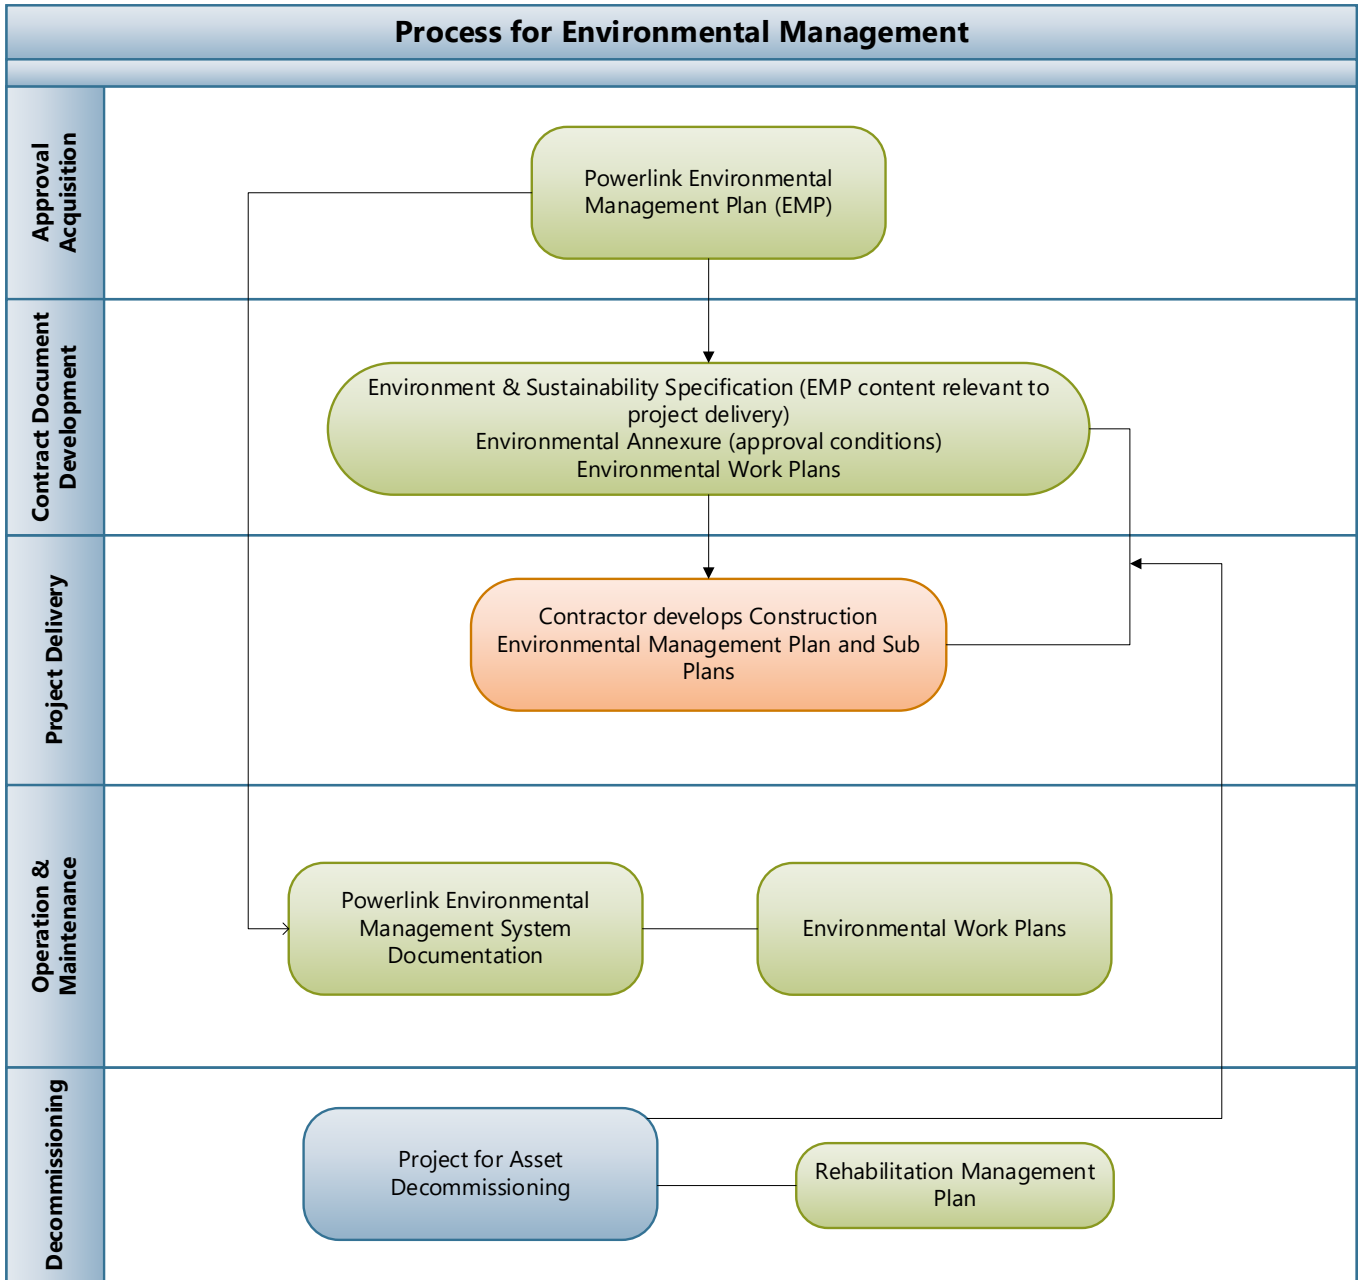 Process for Environmental Management
Approval
Acquisition
Powerlink Environmental
Management Plan (EMP)
Contract Document
Development
Environment & Sustainability Specification (EMP content relevant to
project delivery)
Environmental Annexure (approval conditions)
Environmental Work Plans
Project Delivery
Contractor develops Construction
Environmental Management Plan and Sub
Plans
Operation &
Maintenance
Powerlink Environmental
Management System
Documentation
Environmental Work Plans
Decommissioning
Project for Asset
Decommissioning
Rehabilitation Management
Plan